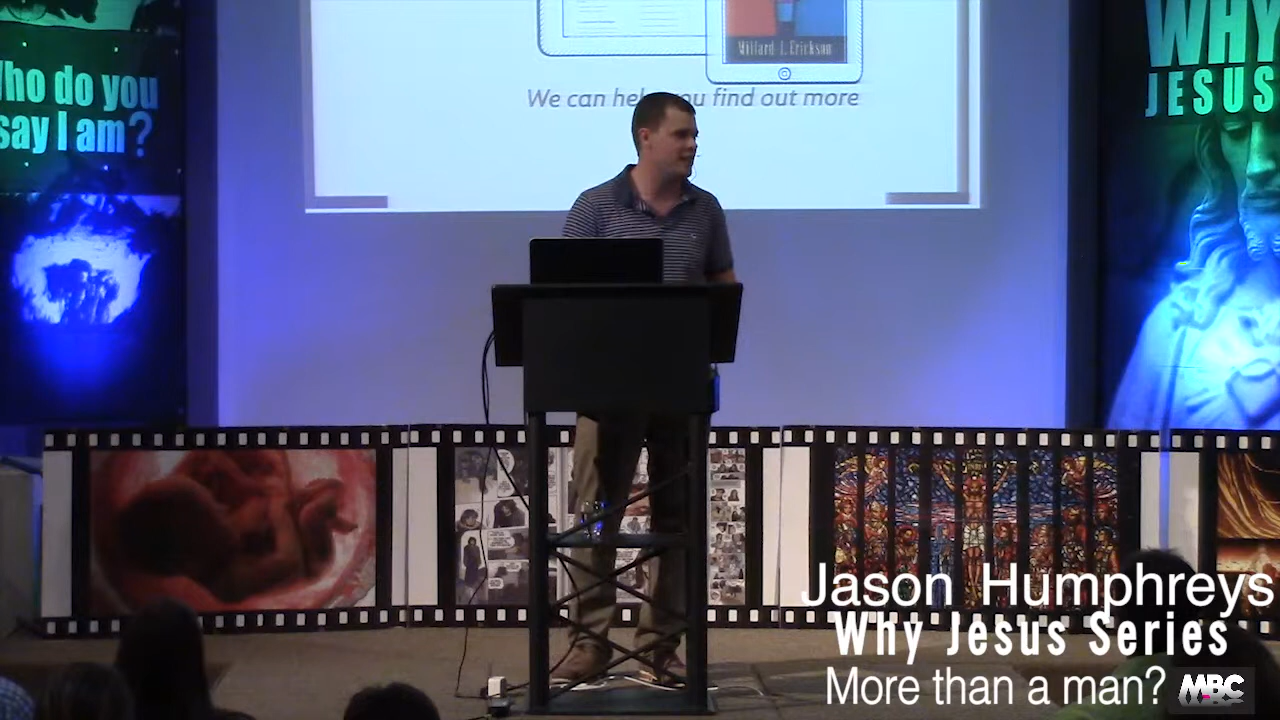 Millard J. Erickson
We can help you find out more
Who do you
say I am?
WHY
JESUS
Jason Humphreys
Why Jesus Series
More than a man?
MBC